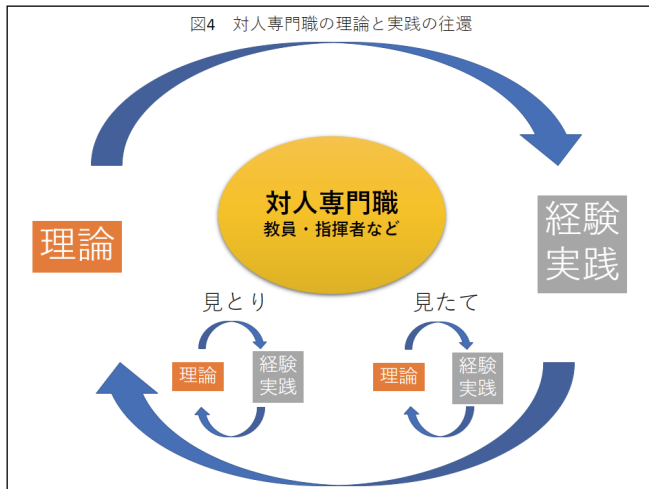 図4　対人専門職の理論と実践の往還
対人専門職
教員・指揮者など
理論
経験
実践
見とり
理論
経験
実践
見たて
理論
経験
実践